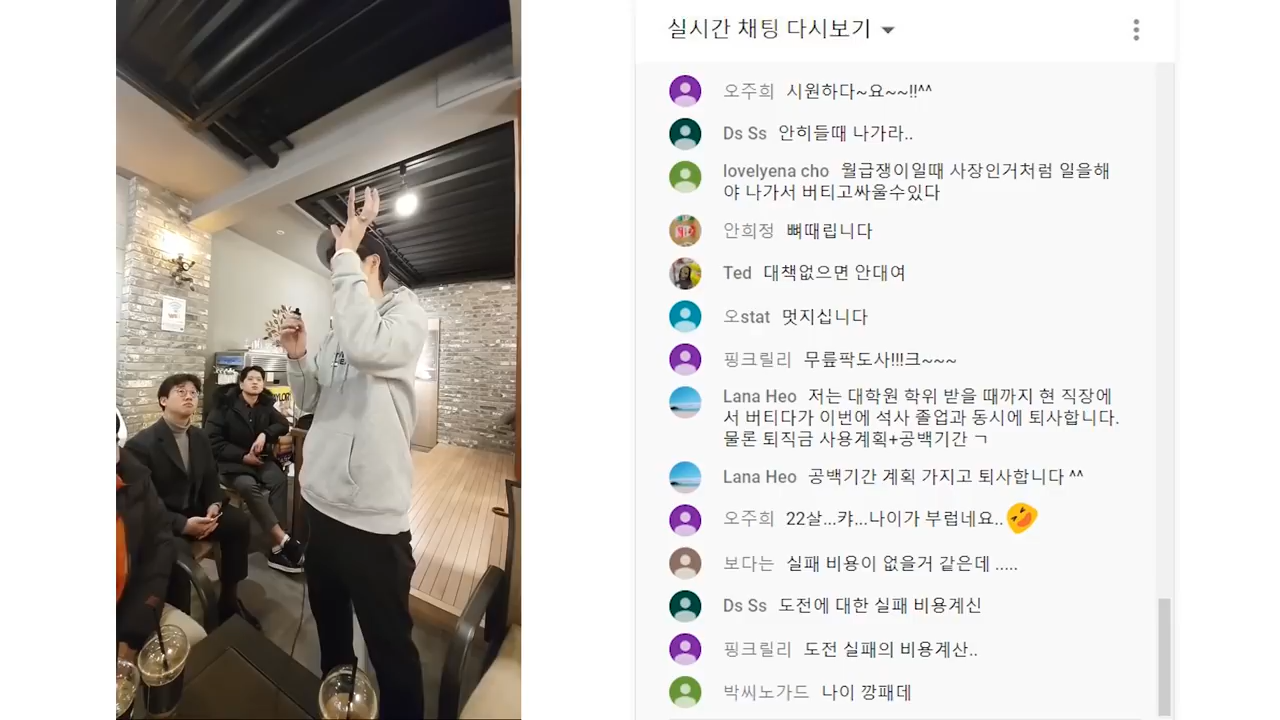 실시간 채팅 다시보기
오주희 시원하다~요~~!!^^
Ds Ss 안히들때 나가라..
lovelyena cho 월급쟁이일때 사장인거처럼 일을해
야 나가서 버티고싸울수있다
안희정 뼈때립니다
Ted 대책없으면 안대여
오stat 멋지십니다
핑크릴리 무릎팍도사!!!크~~~
Lana Heo 저는 대학원 학위 받을 때까지 현 직장에
서 버티다가 이번에 석사 졸업과 동시에 퇴사합니다.
물론 퇴직금 사용계획+공백기간 ㄱ
Lana Heo 공백기간 계획 가지고 퇴사합니다 ^^
오주희 22살...캬...나이가 부럽네요..🤣
보다는 실패 비용이 없을거 같은데 .....
Ds Ss 도전에 대한 실패 비용계신
핑크릴리 도전 실패의 비용계산..
박씨노가드 나이 깡패데